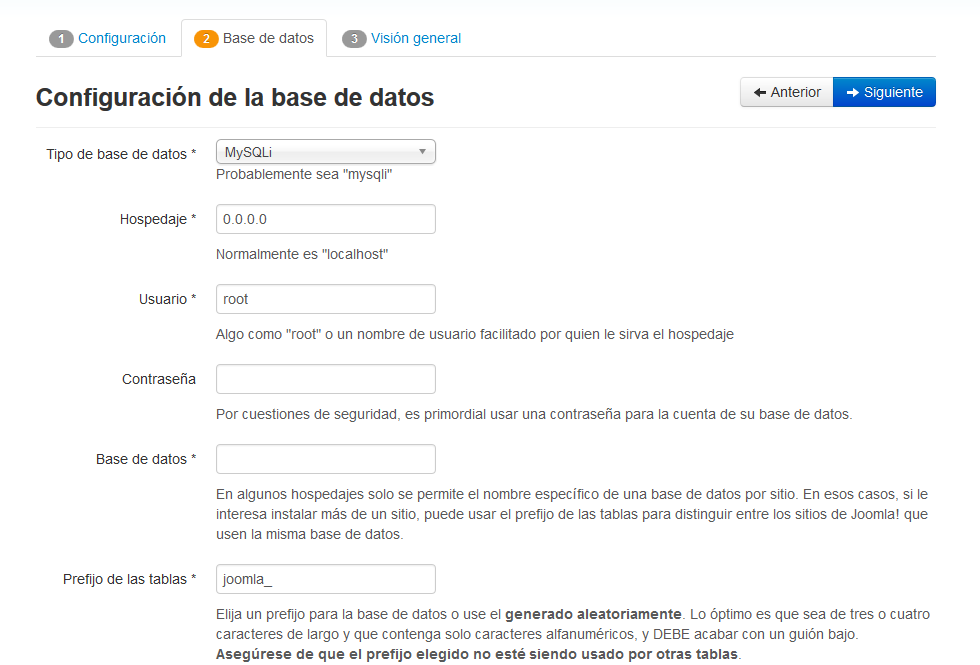 1 Configuración 2 Base de datos 3 Visión general
Configuración de la base de datos
Anterior Siguiente
Tipo de base de datos * MySQLi
Probablemente sea "mysqli"
Hospedaje * 0.0.0.0
Normalmente es "localhost"
Usuario * root
Algo como "root" o un nombre de usuario facilitado por quien le sirva el hospedaje
Contraseña
Por cuestiones de seguridad, es primordial usar una contraseña para la cuenta de su base de datos.
Base de datos *
En algunos hospedajes solo se permite el nombre específico de una base de datos por sitio. En esos casos, si le
interesa instalar más de un sitio, puede usar el prefijo de las tablas para distinguir entre los sitios de Joomla! que
usen la misma base de datos.
Prefijo de las tablas * joomla_
Elija un prefijo para la base de datos o use el generado aleatoriamente. Lo óptimo es que sea de tres o cuatro
caracteres de largo y que contenga solo caracteres alfanuméricos, y DEBE acabar con un guión bajo.
Asegúrese de que el prefijo elegido no esté siendo usado por otras tablas.